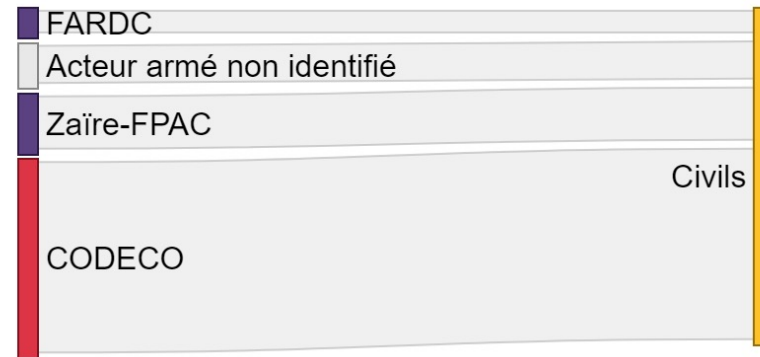 FARDC
Acteur armé non identifié
Zaïre-FPAC
Civils
CODECO